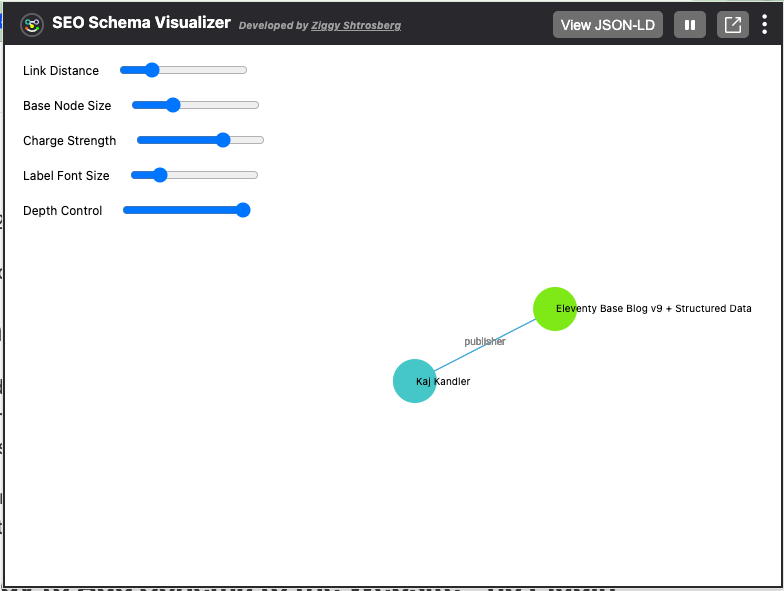 SEO Schema Visualizer Developed by Ziggy Shtrosberg View JSON-LD
Link Distance
Base Node Size
Charge Strength
Label Font Size
Depth Control
Eleventy Base Blog v9 + Structured Data
publisher
Kaj Kandler